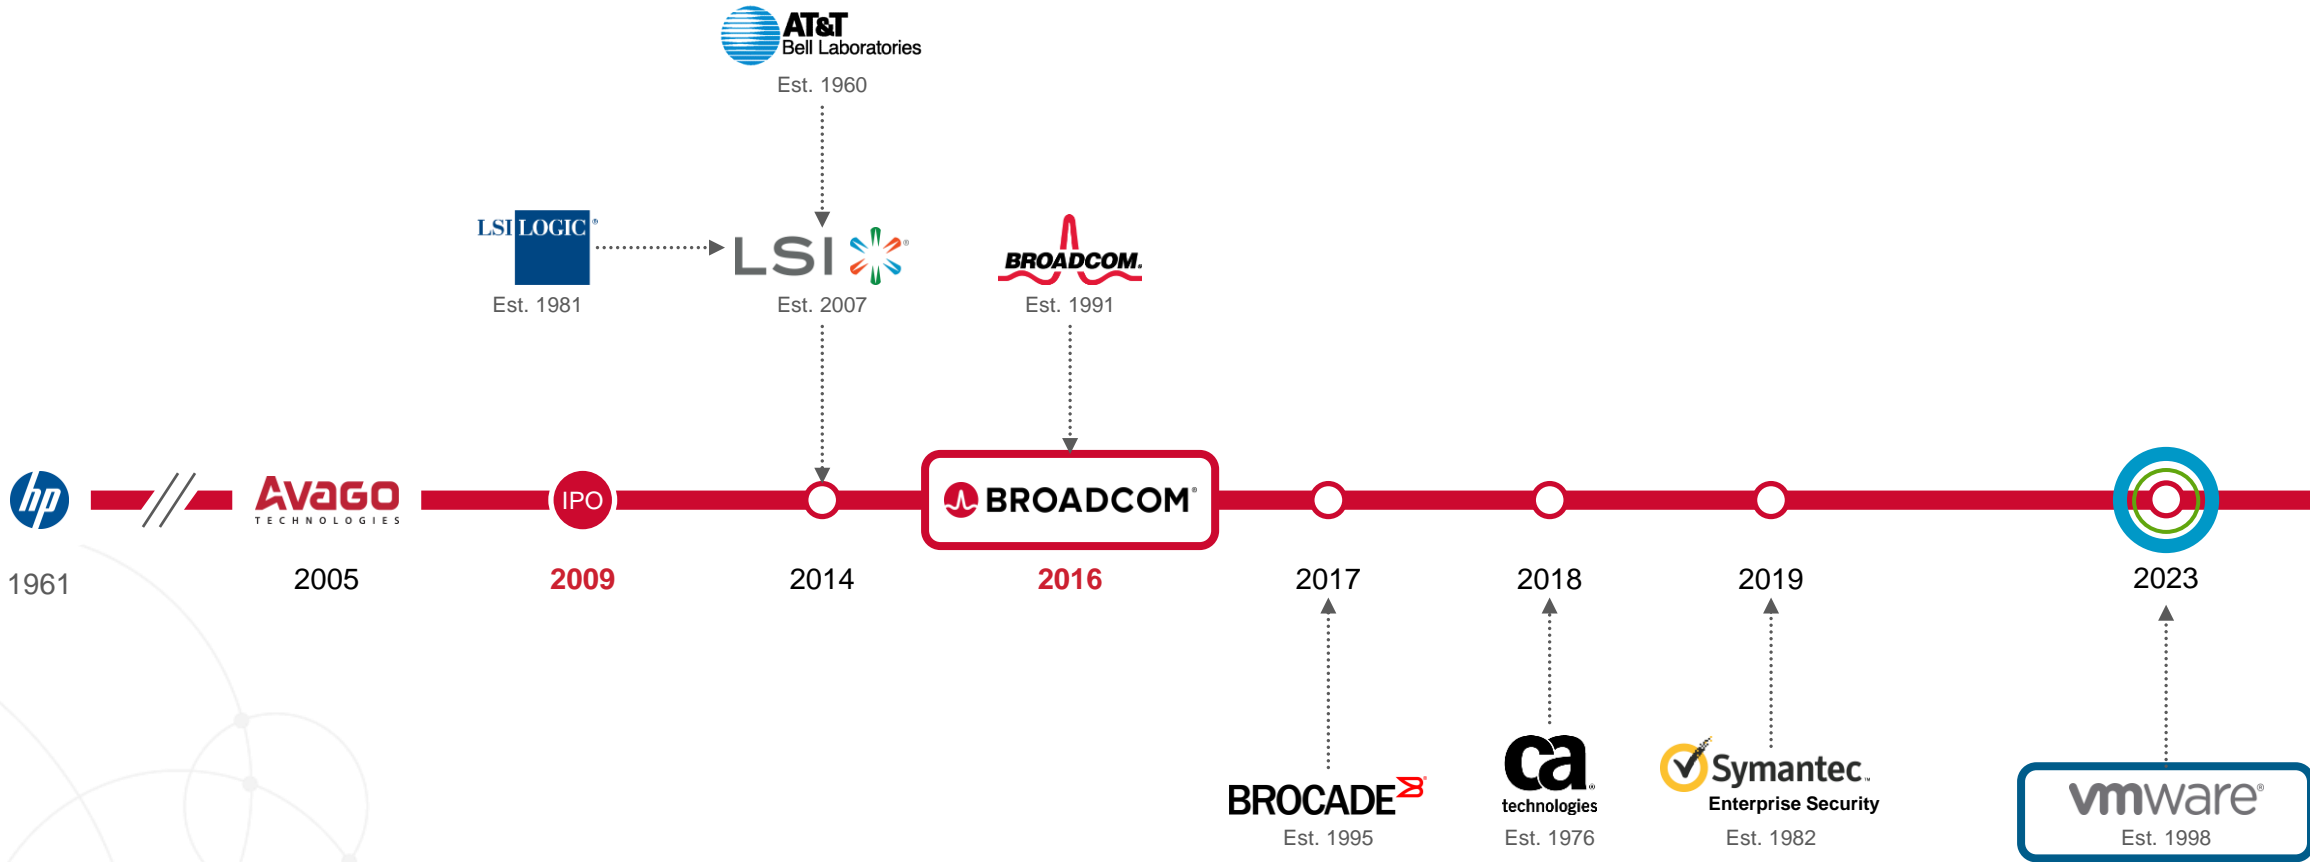 AT&T
Bell Laboratories
Est. 1960
LSI LOGIC®
Est. 1981
LSI®
Est. 2007
BROADCOM®
Est. 1991
hp
1961
AVAGO
TECHNOLOGIES
2005
IPO
2009
2014
BROADCOM®
2016
2017
2018
2019
2023
BROCADE
Est. 1995
ca
technologies
Est. 1976
Symantec™
Enterprise Security
Est. 1982
vmware®
Est. 1998